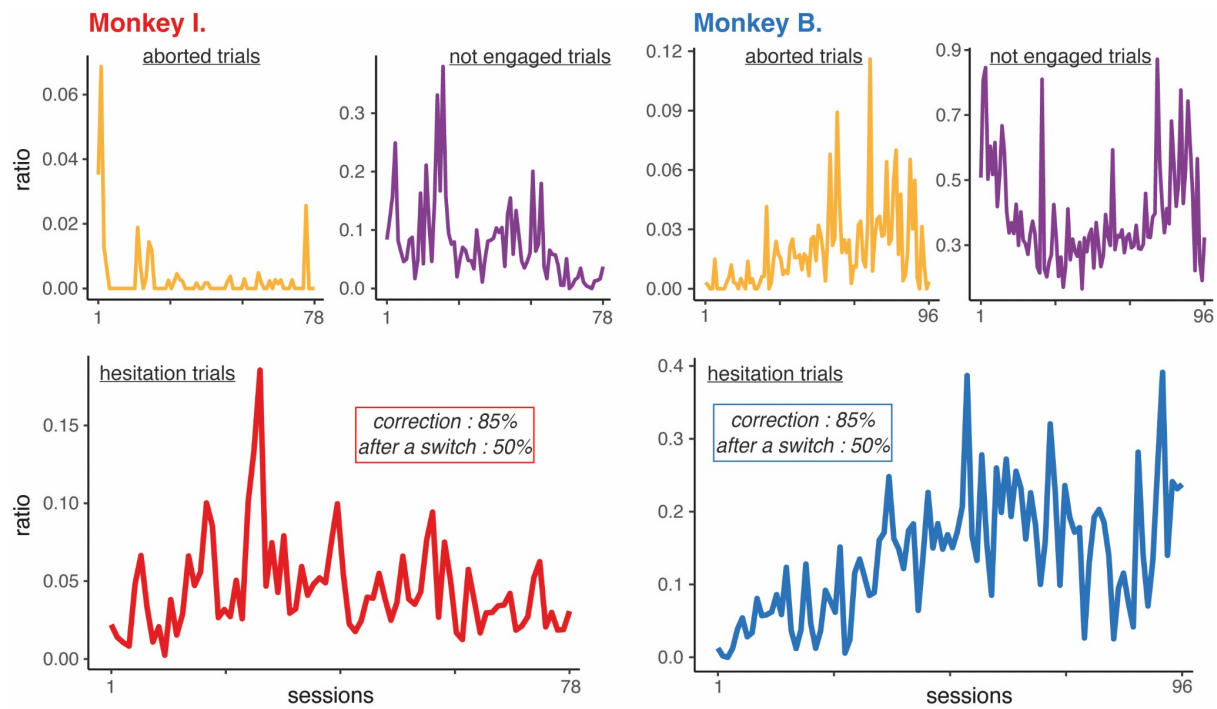 Monkey I.
Monkey B.
aborted trials
not engaged trials
aborted trials
not engaged trials
ratio
0.06
0.04
0.02
0.00
1
78
0.3
0.2
0.1
0.0
1
78
0.12
0.09
0.06
0.03
0.00
1
96
0.9
0.7
0.5
0.3
1
96
hesitation trials
correction : 85%
after a switch : 50%
ratio
0.15
0.10
0.05
0.00
1
sessions
78
hesitation trials
correction : 85%
after a switch : 50%
0.4
0.3
0.2
0.1
0.0
1
sessions
96